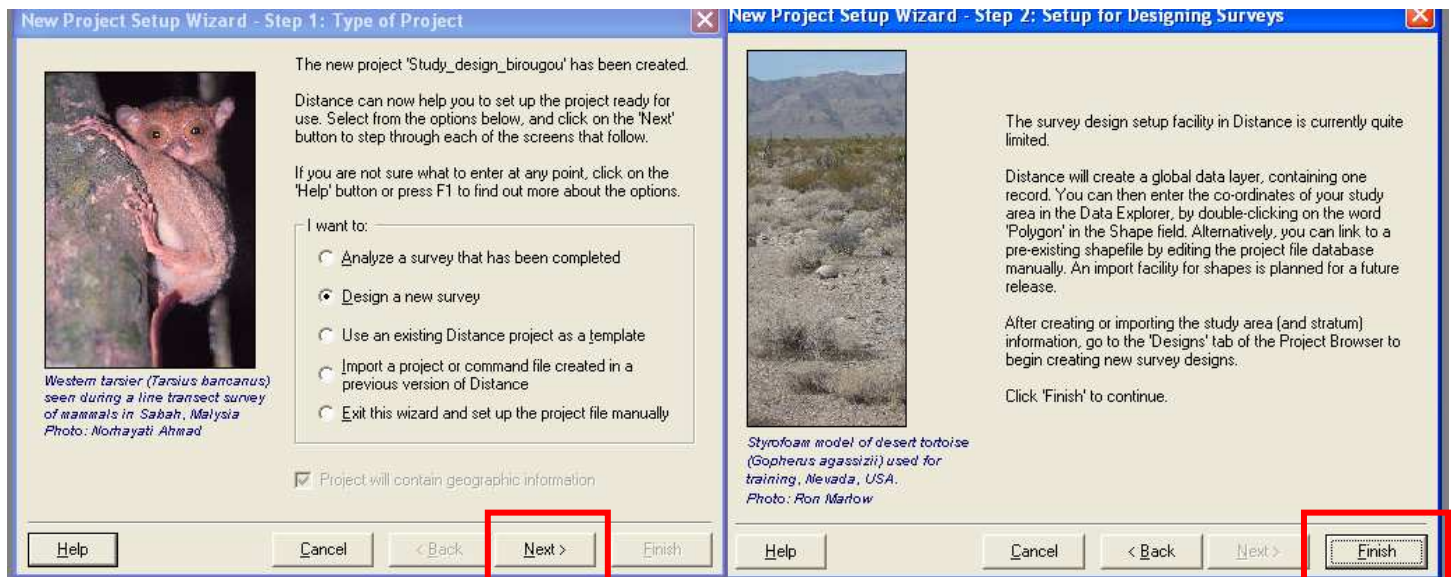 New Project Setup Wizard - Step 1: Type of Project
The new project 'Study_design_birougou' has been created.
Distance can now help you to set up the project ready for
use. Select from the options below, and click on the 'Next'
button to step through each of the screens that follow.
If you are not sure what to enter at any point, click on the
'Help' button or press F1 to find out more about the options.
I want to:
Analyze a survey that has been completed
Design a new survey
Use an existing Distance project as a template
Import a project or command file created in a
previous version of Distance
Exit this wizard and set up the project file manually
Project will contain geographic information
Western tarsier (Tarsius bancanus)
seen during a line transect survey
of mammals in Sabah, Malysia
Photo: Norhayati Ahmad
Help
Cancel
< Back
Next >
Finish
New Project Setup Wizard - Step 2: Setup for Designing Surveys
The survey design setup facility in Distance is currently quite
limited.
Distance will create a global data layer, containing one
record. You can then enter the co-ordinates of your study
area in the Data Explorer, by double-clicking on the word
'Polygon' in the Shape field. Alternatively, you can link to a
pre-existing shapefile by editing the project file database
manually. An import facility for shapes is planned for a future
release.
After creating or importing the study area (and stratum)
information, go to the 'Designs' tab of the Project Browser to
begin creating new survey designs.
Click 'Finish' to continue.
Styrofoam model of desert tortoise
(Gopherus agassizii) used for
training, Nevada, USA.
Photo: Ron Marlow
Help
Cancel
< Back
Next >
Finish